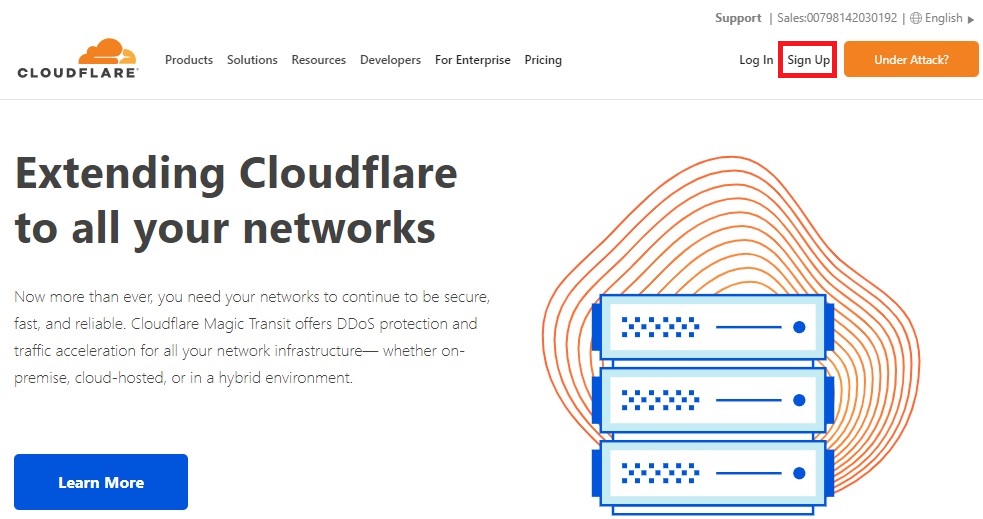 Support | Sales:00798142030192 | English
CLOUDFLARE
Products Solutions Resources Developers For Enterprise Pricing Log In Sign Up Under Attack?
Extending Cloudflare
to all your networks
Now more than ever, you need your networks to continue to be secure,
fast, and reliable. Cloudflare Magic Transit offers DDoS protection and
traffic acceleration for all your network infrastructure— whether on-
premise, cloud-hosted, or in a hybrid environment.
Learn More